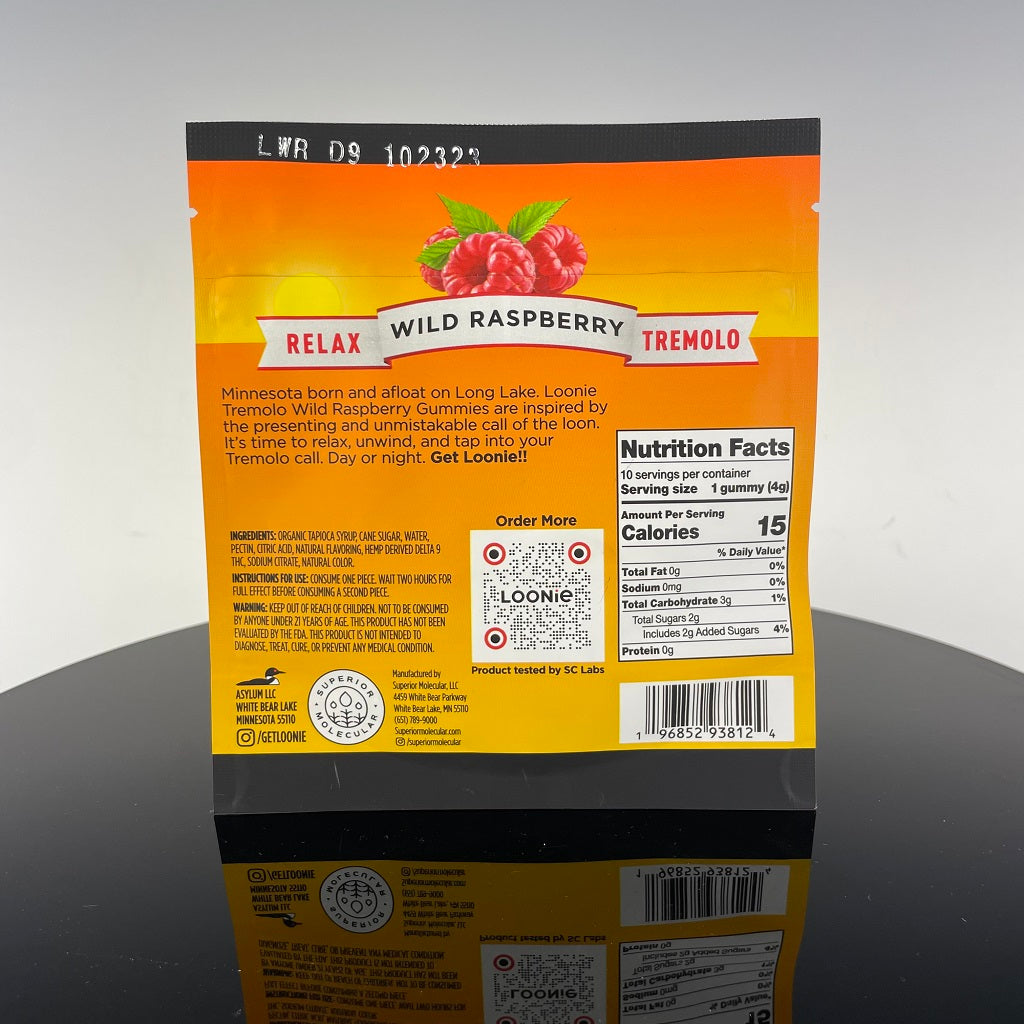 LWR D9 102323
RELAX
WILD RASPBERRY
TREMOLO
Minnesota born and afloat on Long Lake. Loonie
Tremolo Wild Raspberry Gummies are inspired by
the presenting and unmistakable call of the loon.
It's time to relax, unwind, and tap into your
Tremolo call. Day or night. Get Loonie!!
INGREDIENTS: ORGANIC TAPIOCA SYRUP, CANE SUGAR, WATER,
PECTIN, CITRIC ACID, NATURAL FLAVORING, HEMP DERIVED DELTA 9
THC, SODIUM CITRATE, NATURAL COLOR.
INSTRUCTIONS FOR USE: CONSUME ONE PIECE. WAIT TWO HOURS FOR
FULL EFFECT BEFORE CONSUMING A SECOND PIECE.
WARNING: KEEP OUT OF REACH OF CHILDREN. NOT TO BE CONSUMED
BY ANYONE UNDER 21 YEARS OF AGE. THIS PRODUCT HAS NOT BEEN
EVALUATED BY THE FDA. THIS PRODUCT IS NOT INTENDED TO
DIAGNOSE, TREAT, CURE, OR PREVENT ANY MEDICAL CONDITION.
ASYLUM LLC
WHITE BEAR LAKE
MINNESOTA 55110
/GETLOONIE
SUPERIOR
MOLECULAR
Manufactured by
Superior Molecular, LLC
4459 White Bear Parkway
White Bear Lake, MN 55110
(651) 789-9000
Superiormolecular.com
/superiormolecular
Order More
LOONie
Product tested by SC Labs
Nutrition Facts
10 servings per container
Serving size 1 gummy (4g)
Amount Per Serving
Calories 15
% Daily Value*
Total Fat 0g 0%
Sodium 0mg 0%
Total Carbohydrate 3g 1%
Total Sugars 2g
Includes 2g Added Sugars 4%
Protein 0g
1 96852 93812 4